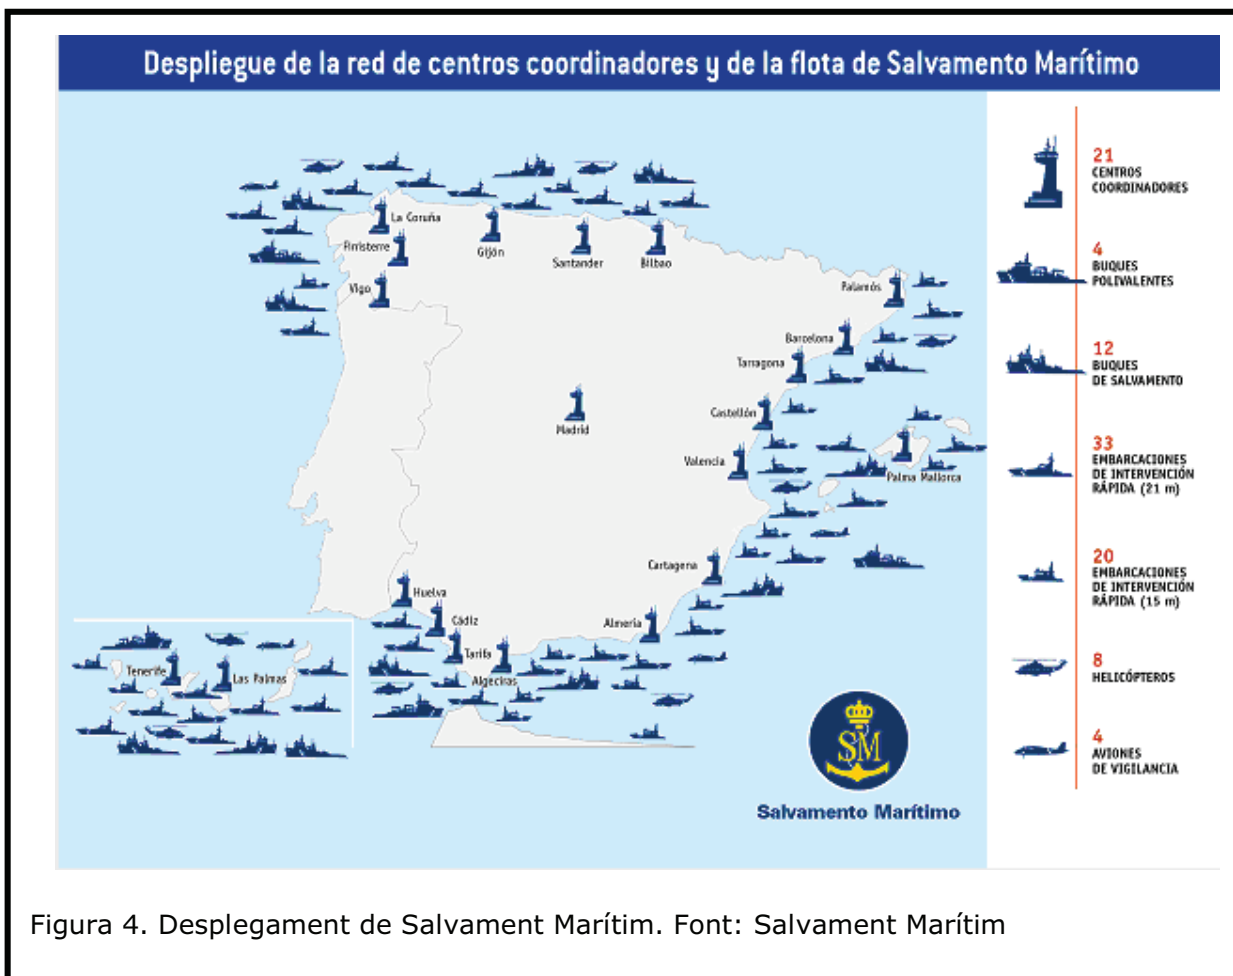 Despliegue de la red de centros coordinadores y de la flota de Salvamento Marítimo
La Coruña
Finisterre
Vigo
Gijón
Santander
Bilbao
Palamós
Barcelona
Tarragona
Castellón
Valencia
Madrid
Palma Mallorca
Cartagena
Almería
Huelva
Cádiz
Tarifa
Algeciras
Tenerife
Las Palmas
21
CENTROS
COORDINADORES
4
BUQUES
POLIVALENTES
12
BUQUES
DE SALVAMENTO
33
EMBARCACIONES
DE INTERVENCIÓN
RÁPIDA (21 m)
20
EMBARCACIONES
DE INTERVENCIÓN
RÁPIDA (15 m)
8
HELICÓPTEROS
4
AVIONES
DE VIGILANCIA
SM
Salvamento Marítimo
Figura 4. Desplegament de Salvament Marítim. Font: Salvament Marítim